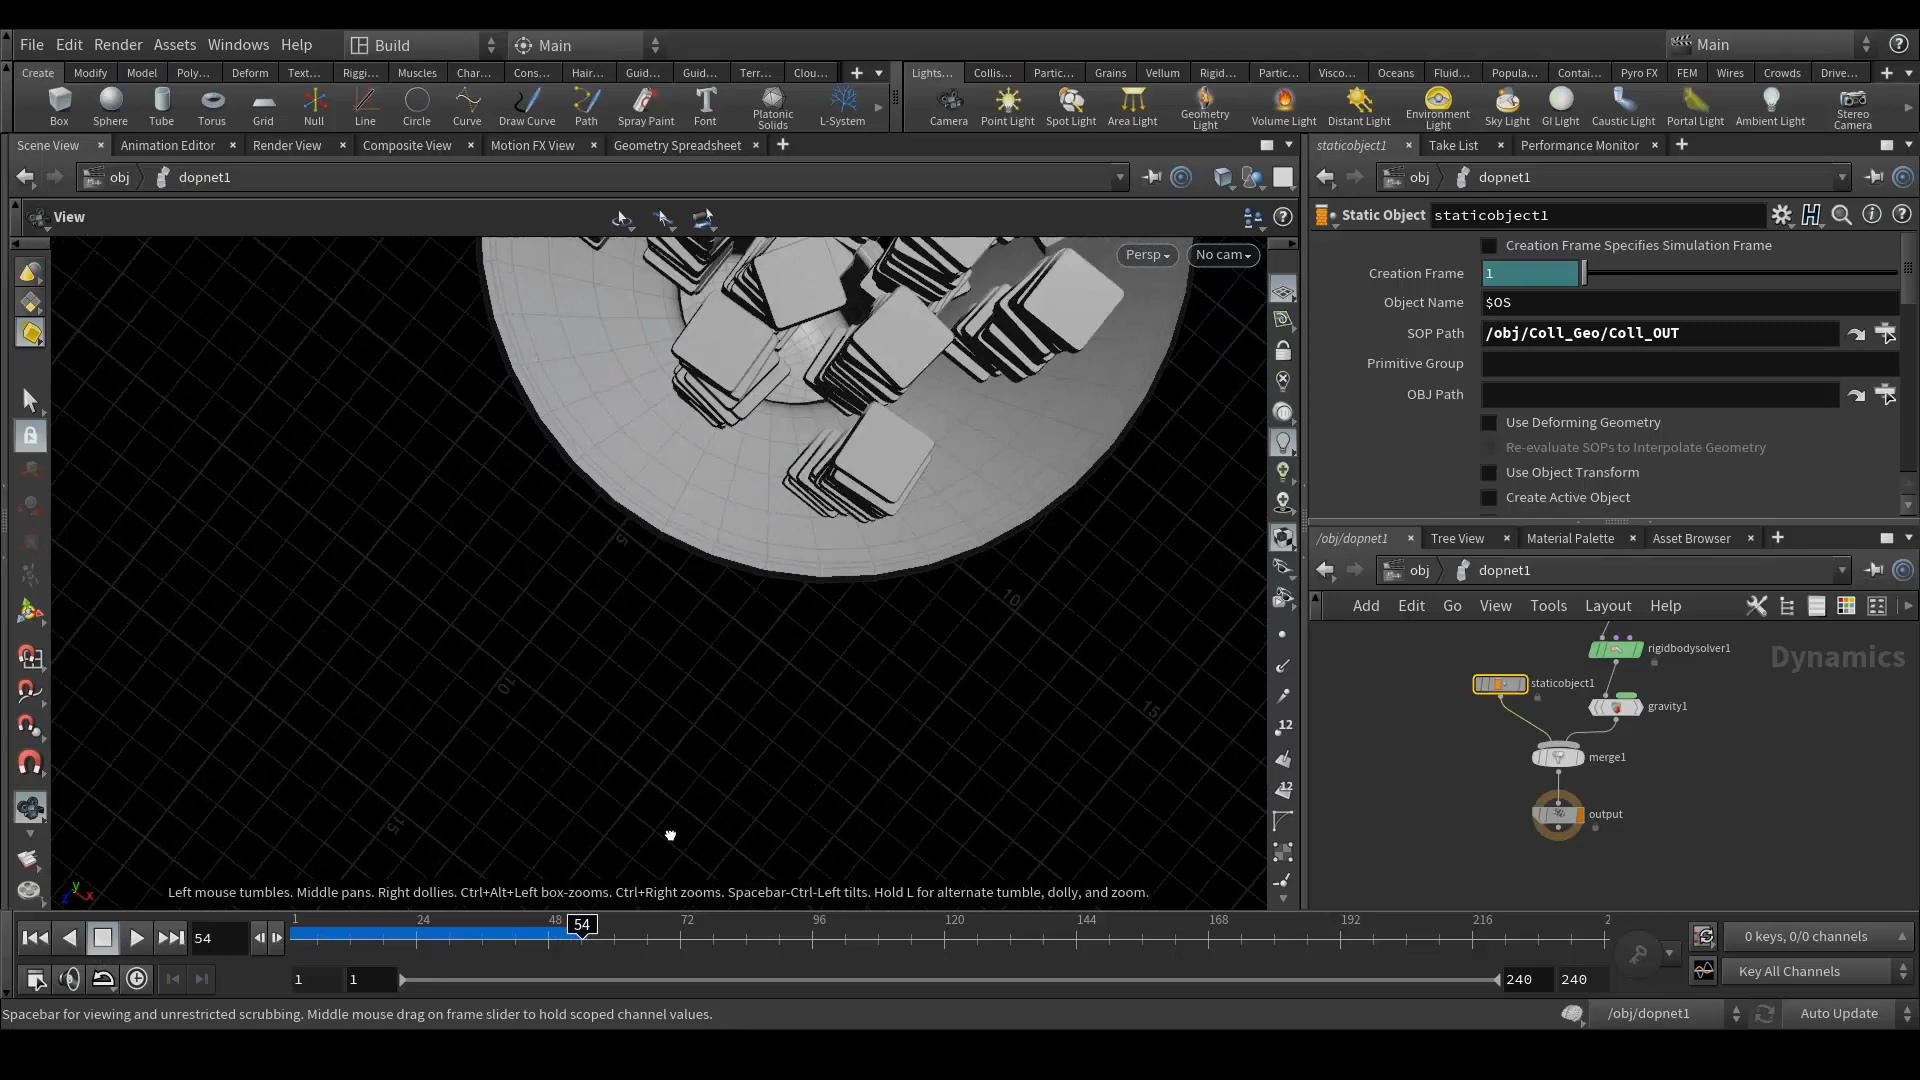 File Edit Render Assets Windows Help Build Main Main
Create Modify Model Poly... Deform Text... Riggi... Muscles Char... Cons... Hair... Guid... Guid... Terr... Clou... Lights... Collis... Partic... Grains Vellum Rigid... Partic... Visco... Oceans Fluid... Popula... Contai... Pyro FX FEM Wires Crowds Drive...
Box Sphere Tube Torus Grid Null Line Circle Curve Draw Curve Path Spray Paint Font Platonic Solids L-System Camera Point Light Spot Light Area Light Geometry Light Volume Light Distant Light Environment Light Sky Light GI Light Caustic Light Portal Light Ambient Light Stereo Camera
Scene View Animation Editor Render View Composite View Motion FX View Geometry Spreadsheet
obj dopnet1
View
Persp No cam
5
10
10
15
15
12
12
Left mouse tumbles. Middle pans. Right dollies. Ctrl+Alt+Left box-zooms. Ctrl+Right zooms. Spacebar-Ctrl-Left tilts. Hold L for alternate tumble, dolly, and zoom.
y
x
z
staticobject1 Take List Performance Monitor
obj dopnet1
Static Object staticobject1
Creation Frame Specifies Simulation Frame
Creation Frame 1
Object Name $OS
SOP Path /obj/Coll_Geo/Coll_OUT
Primitive Group
OBJ Path
Use Deforming Geometry
Re-evaluate SOPs to Interpolate Geometry
Use Object Transform
Create Active Object
/obj/dopnet1 Tree View Material Palette Asset Browser
obj dopnet1
Add Edit Go View Tools Layout Help
Dynamics
rigidbodysolver1
staticobject1
gravity1
merge1
output
54 1 24 48 54 72 96 120 144 168 192 216 2
0 keys, 0/0 channels
1 1 240 240 Key All Channels
Spacebar for viewing and unrestricted scrubbing. Middle mouse drag on frame slider to hold scoped channel values. /obj/dopnet1 Auto Update